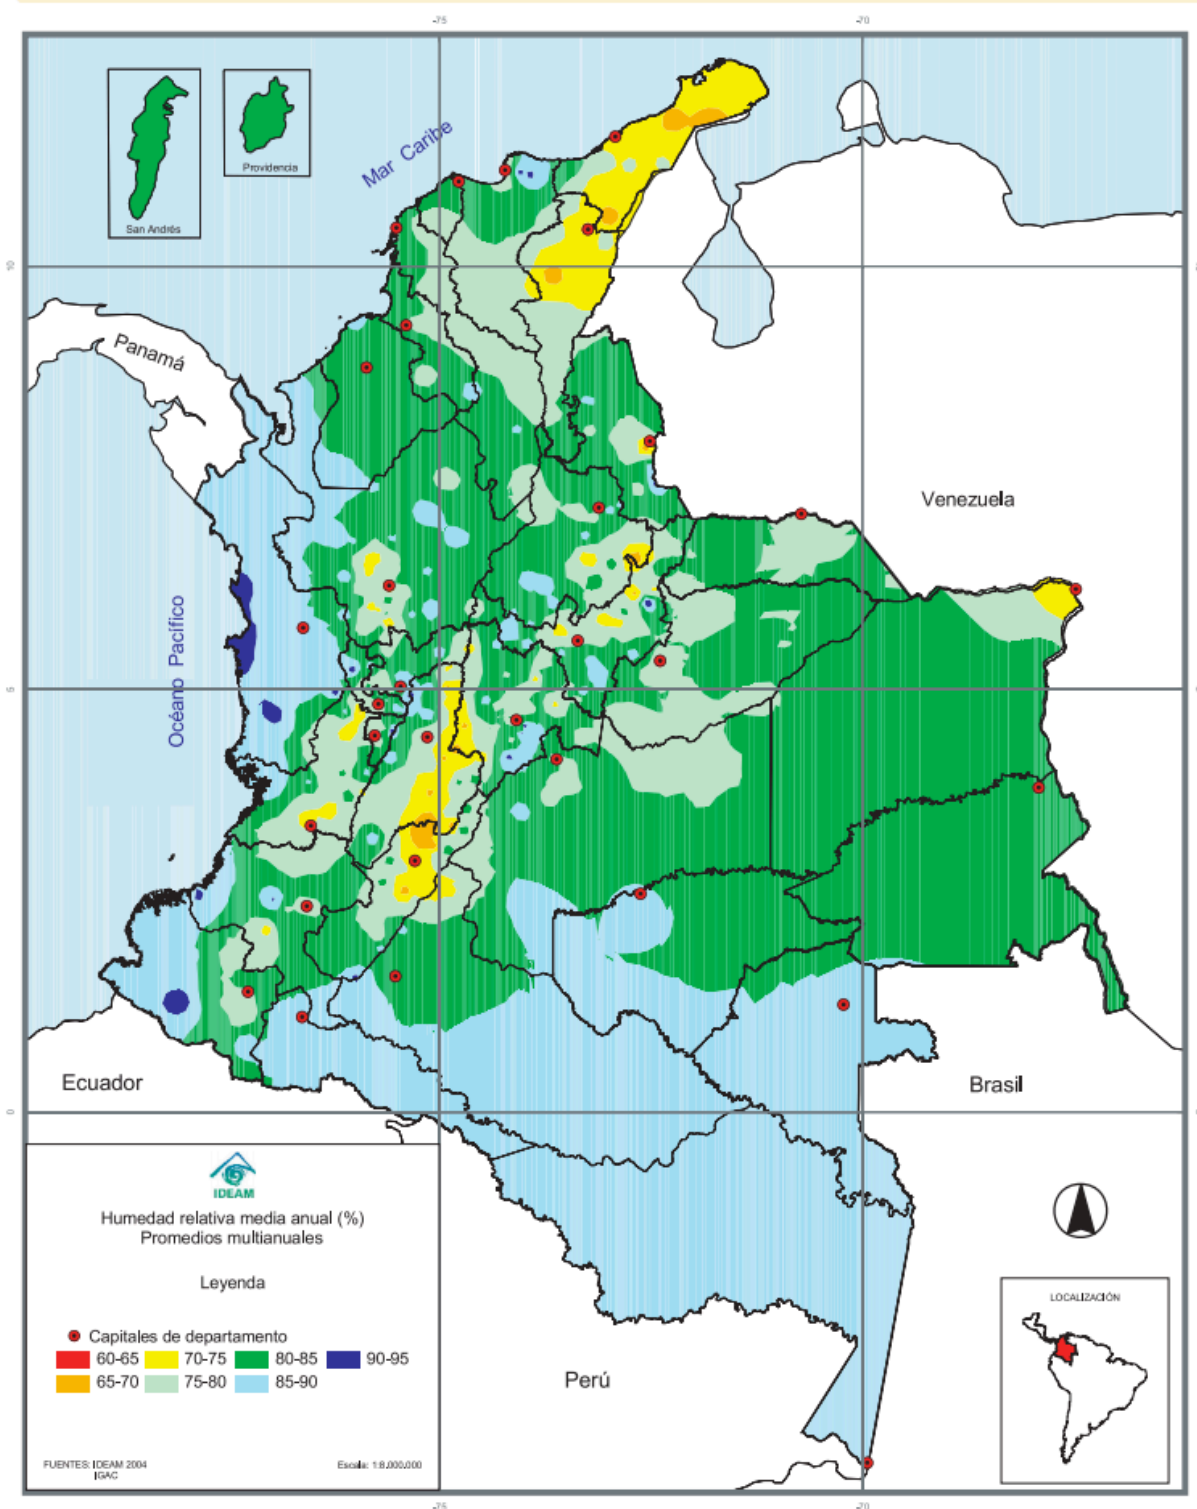 -75
-70
San Andrés
Providencia
Mar Caribe
10
Panamá
Venezuela
Océano Pacífico
5
Ecuador
Brasil
0
IDEAM
Humedad relativa media anual (%)
Promedios multianuales
Leyenda
Capitales de departamento
60-65
70-75
80-85
90-95
65-70
75-80
85-90
FUENTES: IDEAM 2004
IGAC
Escala: 1:8.000.000
Perú
LOCALIZACIÓN
-75
-70